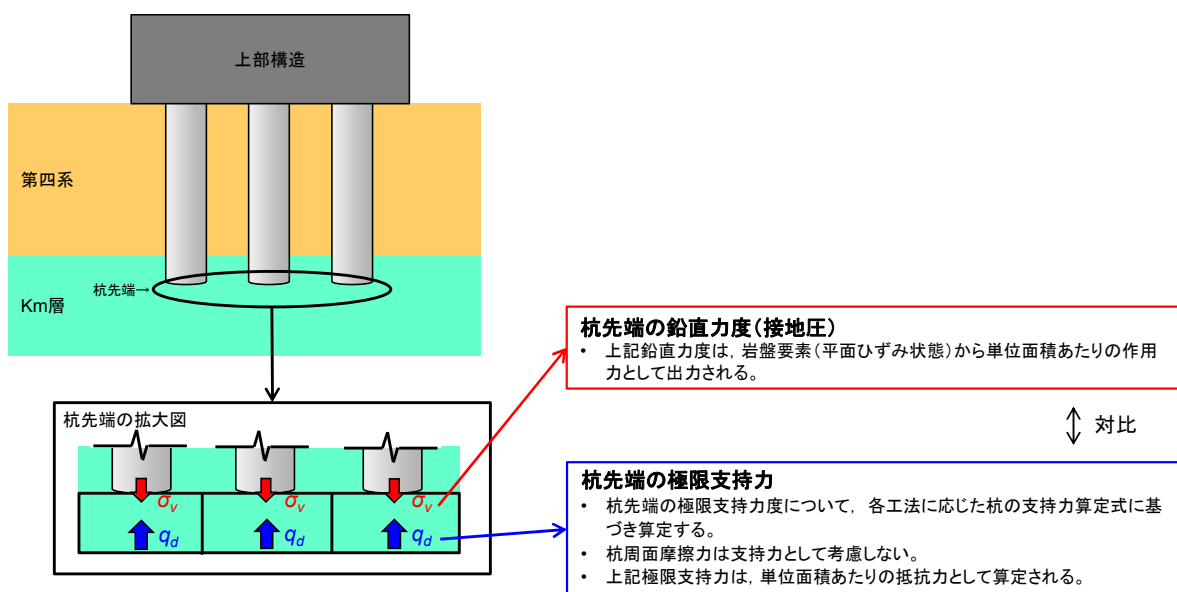 上部構造
第四系
杭先端→
Km層
杭先端の鉛直力度(接地圧)
• 上記鉛直力度は, 岩盤要素(平面ひずみ状態)から単位面積あたりの作用
力として出力される。
対比
杭先端の拡大図
σv σv σv
qd qd qd
杭先端の極限支持力
• 杭先端の極限支持力度について, 各工法に応じた杭の支持力算定式に基
づき算定する。
• 杭周面摩擦力は支持力として考慮しない。
• 上記極限支持力は, 単位面積あたりの抵抗力として算定される。